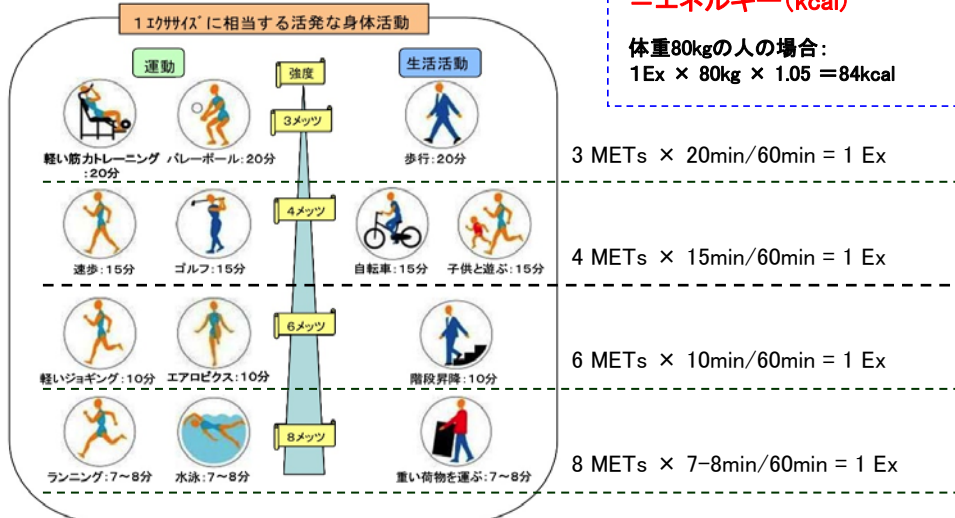 1ｴｸｻｻｲｽﾞに相当する活発な身体活動
=エネルギー(kcal)
体重80kgの人の場合:
1Ex × 80kg × 1.05 =84kcal
運動
強度
生活活動
3メッツ
軽い筋力トレーニング
:20分
バレーボール:20分
歩行:20分
3 METs × 20min/60min = 1 Ex
4メッツ
速歩:15分
ゴルフ:15分
自転車:15分
子供と遊ぶ:15分
4 METs × 15min/60min = 1 Ex
6メッツ
軽いジョギング:10分
エアロビクス:10分
階段昇降:10分
6 METs × 10min/60min = 1 Ex
8メッツ
ランニング:7～8分
水泳:7～8分
重い荷物を運ぶ:7～8分
8 METs × 7-8min/60min = 1 Ex